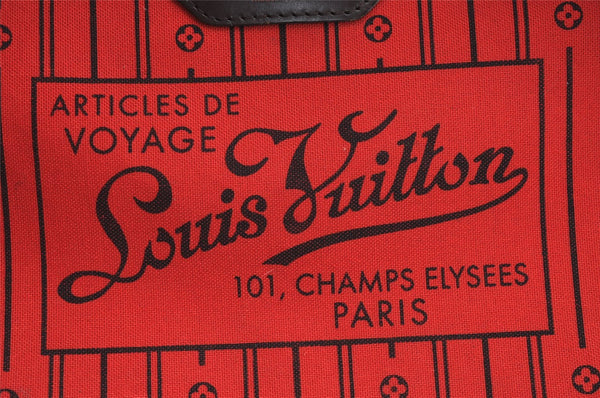 ARTICLES DE
VOYAGE
Louis Vuitton
101, CHAMPS ELYSEES
PARIS